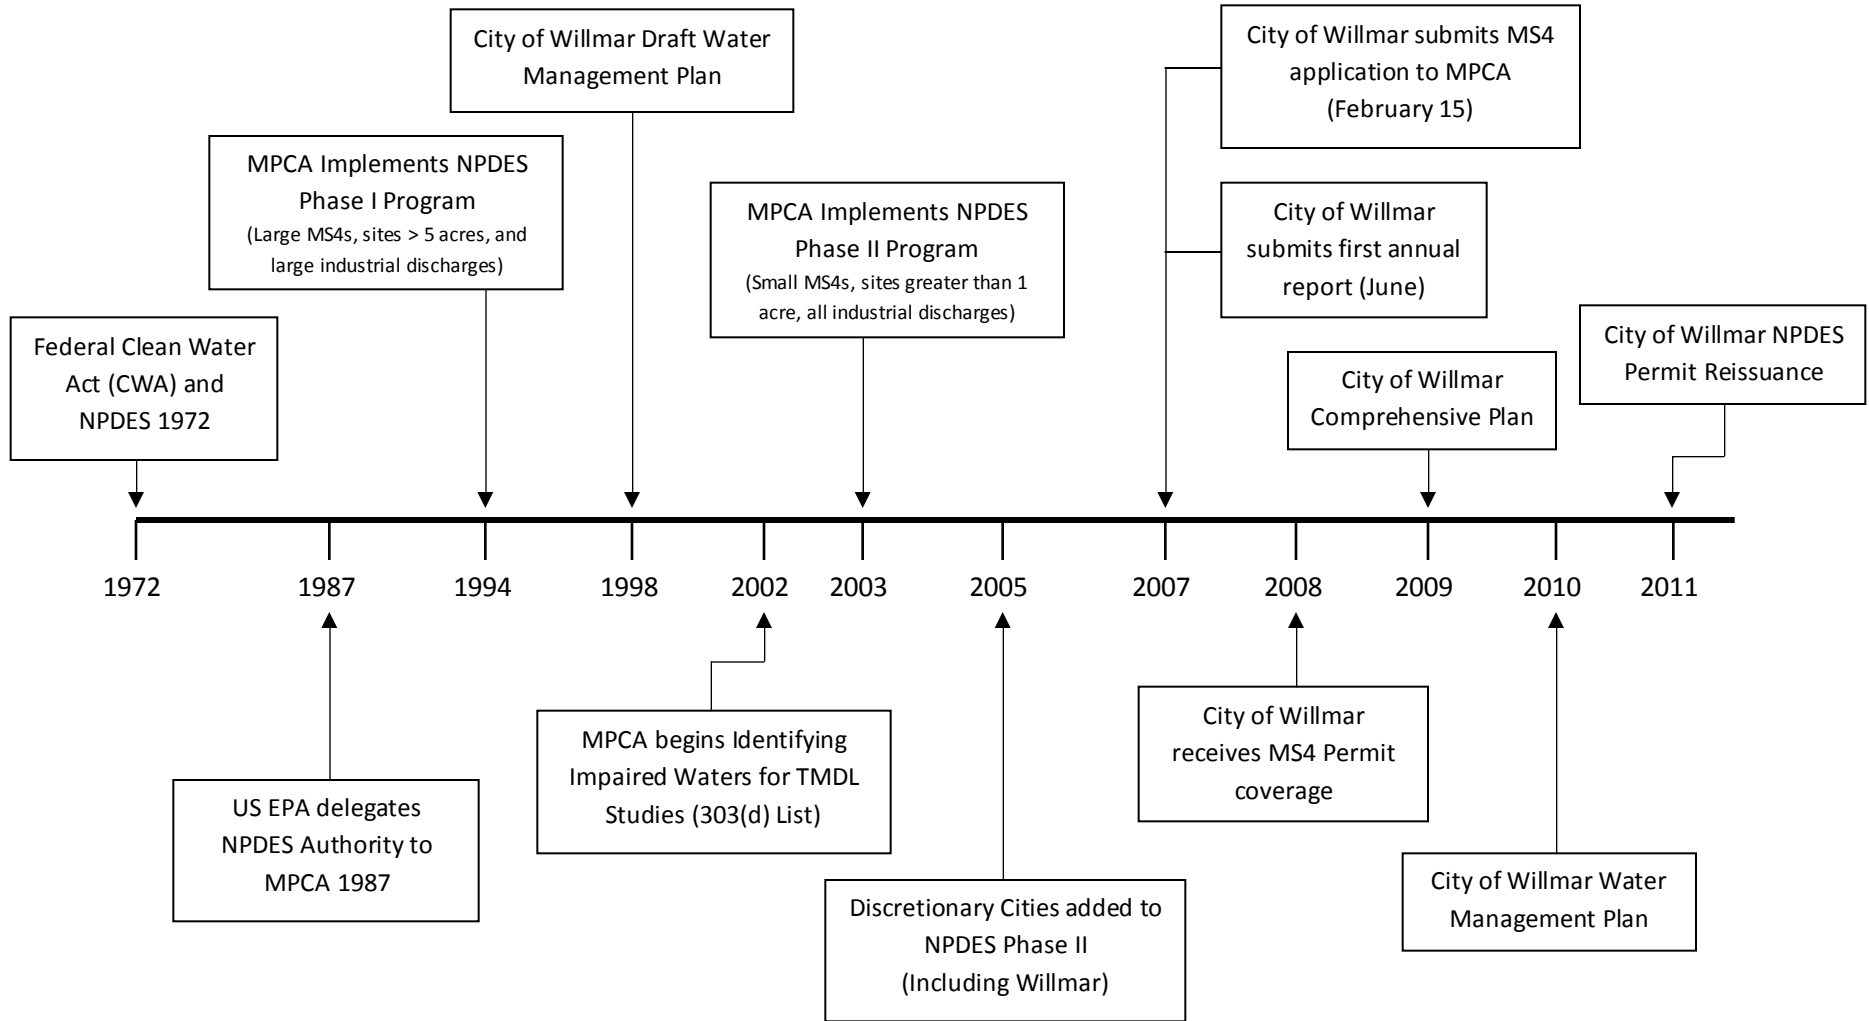 City of Willmar Draft Water
Management Plan
City of Willmar submits MS4
application to MPCA
(February 15)
MPCA Implements NPDES
Phase I Program
(Large MS4s, sites > 5 acres, and
large industrial discharges)
MPCA Implements NPDES
Phase II Program
(Small MS4s, sites greater than 1
acre, all industrial discharges)
City of Willmar
submits first annual
report (June)
Federal Clean Water
Act (CWA) and
NPDES 1972
City of Willmar
Comprehensive Plan
City of Willmar NPDES
Permit Reissuance
1972 1987 1994 1998 2002 2003 2005 2007 2008 2009 2010 2011
US EPA delegates
NPDES Authority to
MPCA 1987
MPCA begins Identifying
Impaired Waters for TMDL
Studies (303(d) List)
Discretionary Cities added to
NPDES Phase II
(Including Willmar)
City of Willmar
receives MS4 Permit
coverage
City of Willmar Water
Management Plan